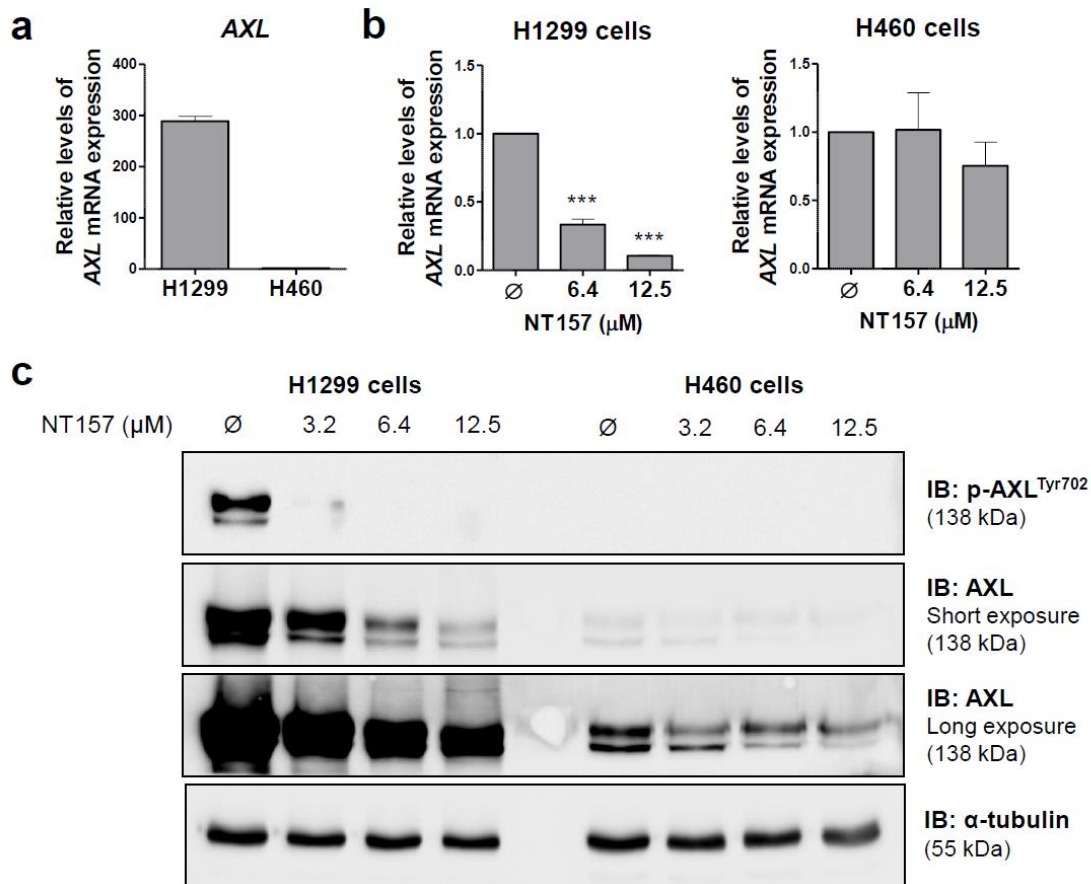 a
AXL
Relative levels of
AXL mRNA expression
400
300
200
100
0
H1299 H460
b
H1299 cells
Relative levels of
AXL mRNA expression
1.5
1.0
0.5
0.0
***
***
∅ 6.4 12.5
NT157 (μM)
H460 cells
Relative levels of
AXL mRNA expression
1.5
1.0
0.5
0.0
∅ 6.4 12.5
NT157 (μM)
c
H1299 cells H460 cells
NT157 (μM) ∅ 3.2 6.4 12.5 ∅ 3.2 6.4 12.5
IB: p-AXLTyr702
(138 kDa)
IB: AXL
Short exposure
(138 kDa)
IB: AXL
Long exposure
(138 kDa)
IB: α-tubulin
(55 kDa)